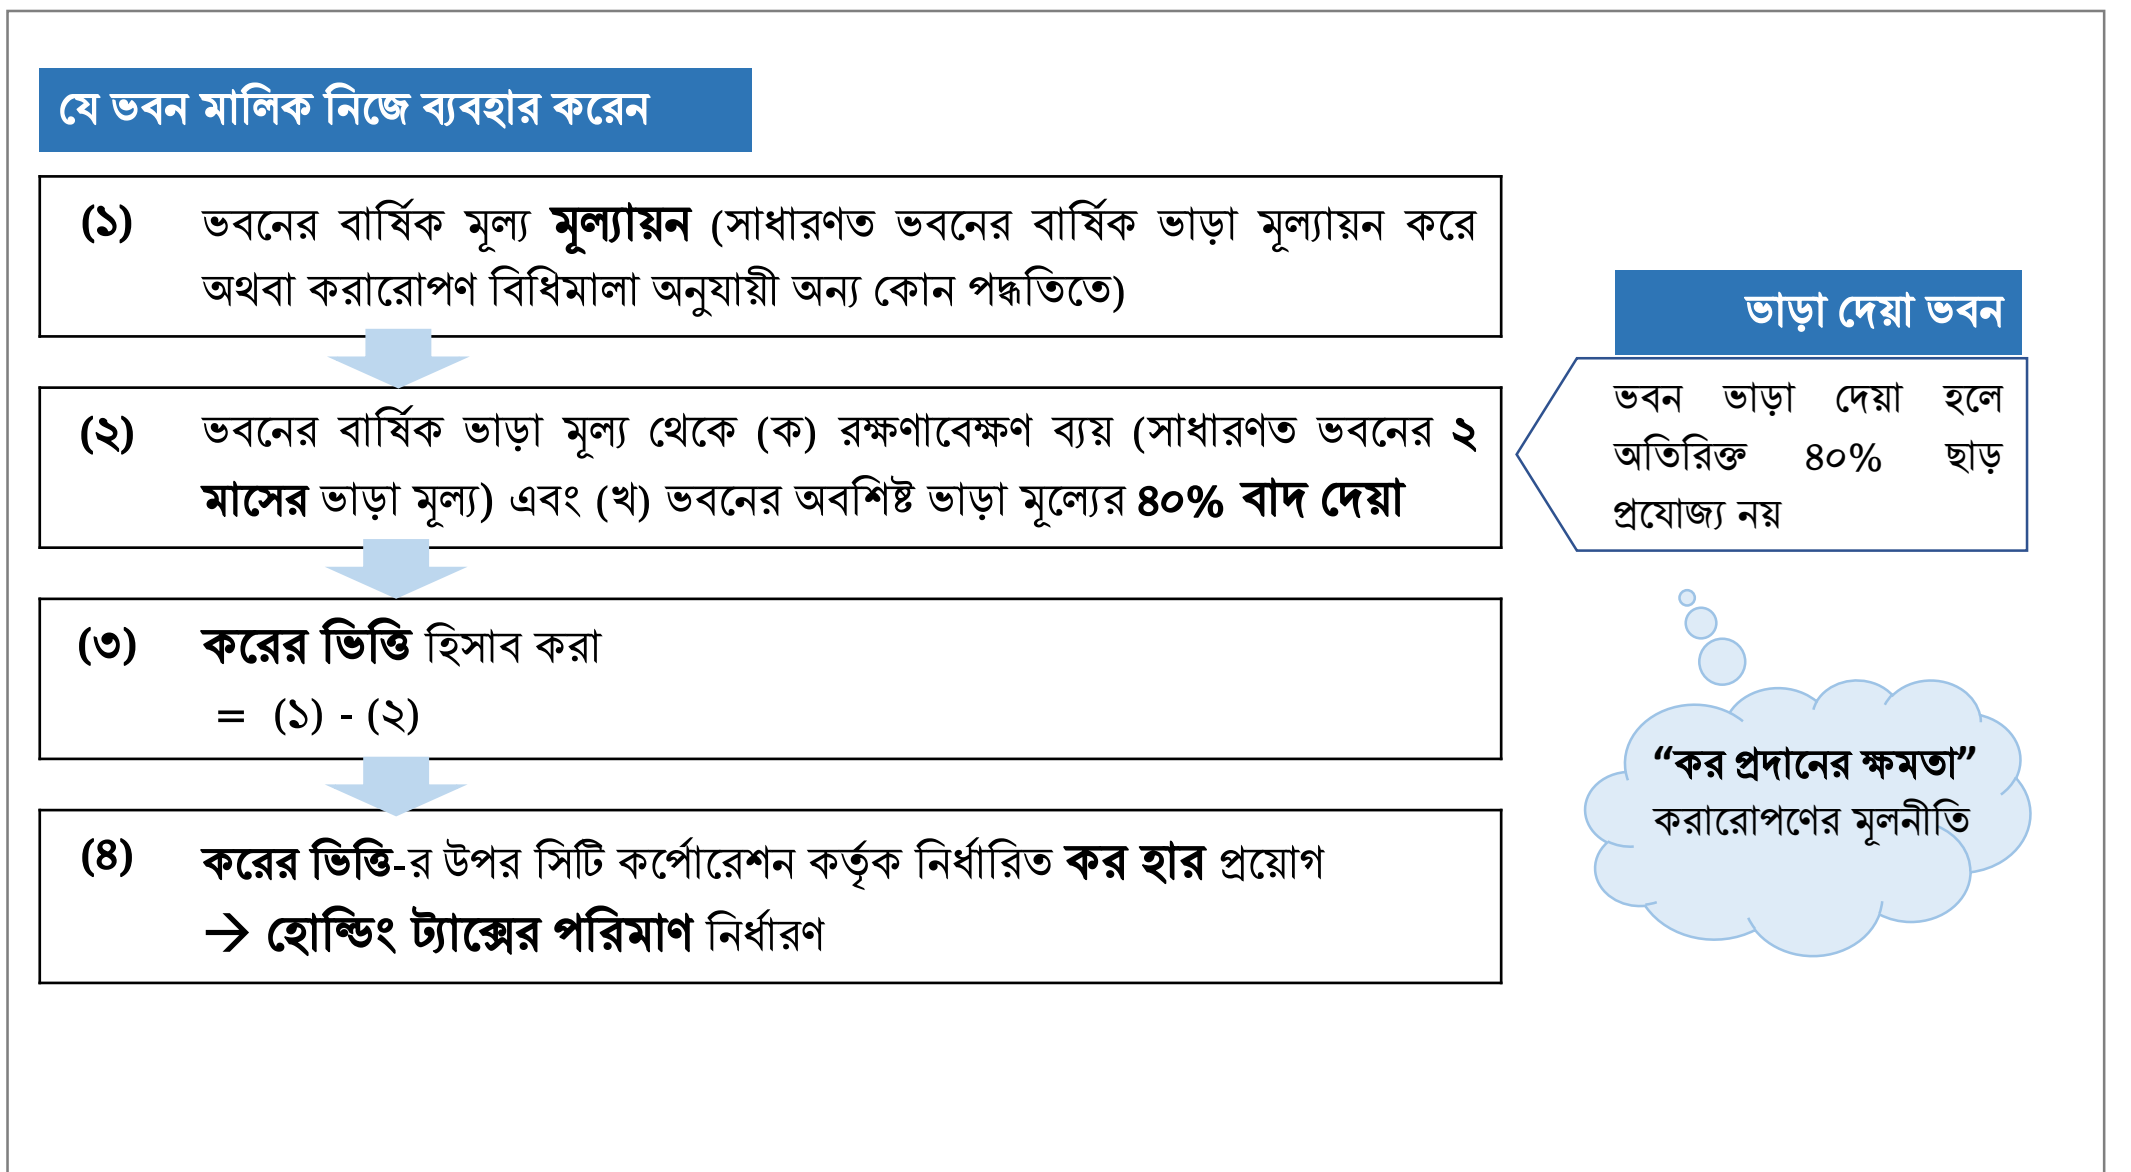 যে ভবন মালিক নিজে ব্যবহার করেন
(১) ভবনের বার্ষিক মূল্য মূল্যায়ন (সাধারণত ভবনের বার্ষিক ভাড়া মূল্যায়ন করে
অথবা করারোপণ বিধিমালা অনুযায়ী অন্য কোন পদ্ধতিতে)
(২) ভবনের বার্ষিক ভাড়া মূল্য থেকে (ক) রক্ষণাবেক্ষণ ব্যয় (সাধারণত ভবনের ২
মাসের ভাড়া মূল্য) এবং (খ) ভবনের অবশিষ্ট ভাড়া মূল্যের ৪০% বাদ দেয়া
(৩) করের ভিত্তি হিসাব করা
= (১) - (২)
(৪) করের ভিত্তি-র উপর সিটি কর্পোরেশন কর্তৃক নির্ধারিত কর হার প্রয়োগ
→ হোল্ডিং ট্যাক্সের পরিমাণ নির্ধারণ
ভাড়া দেয়া ভবন
ভবন ভাড়া দেয়া হলে
অতিরিক্ত ৪০% ছাড়
প্রযোজ্য নয়
“কর প্রদানের ক্ষমতা”
করারোপণের মূলনীতি